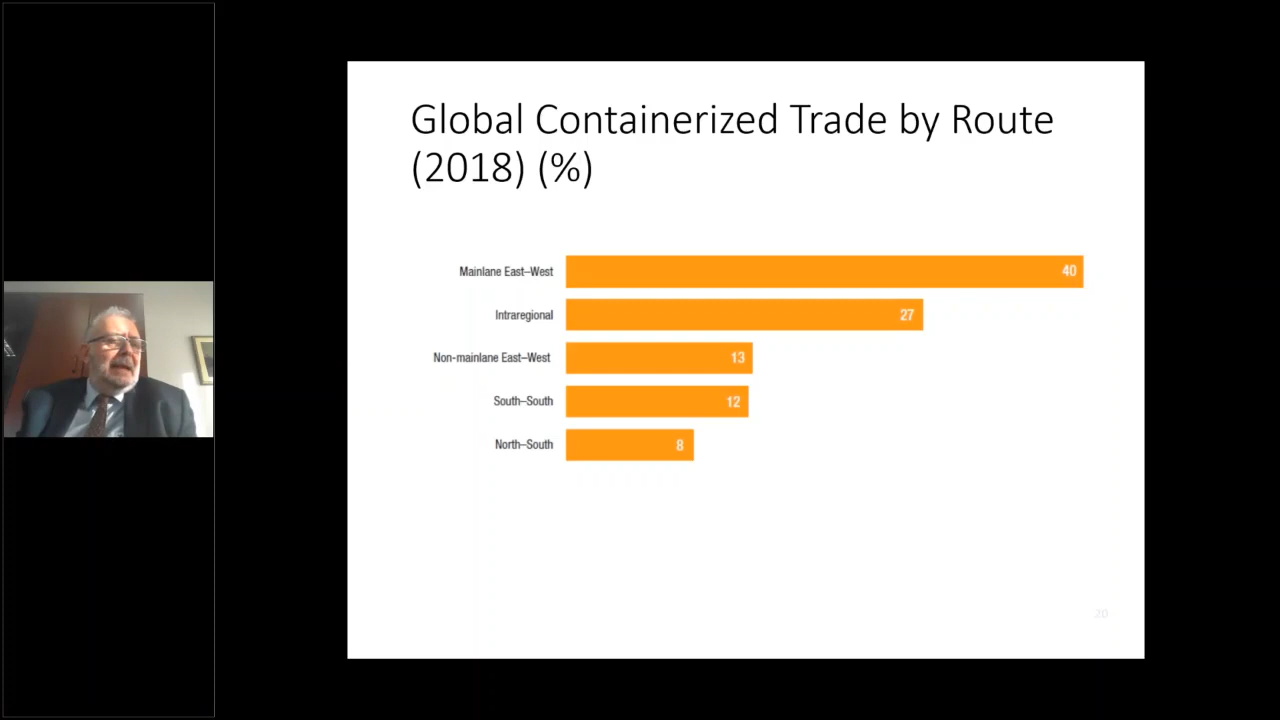 Global Containerized Trade by Route
(2018) (%)
Mainlane East–West 40
Intraregional 27
Non-mainlane East–West 13
South–South 12
North–South 8
20